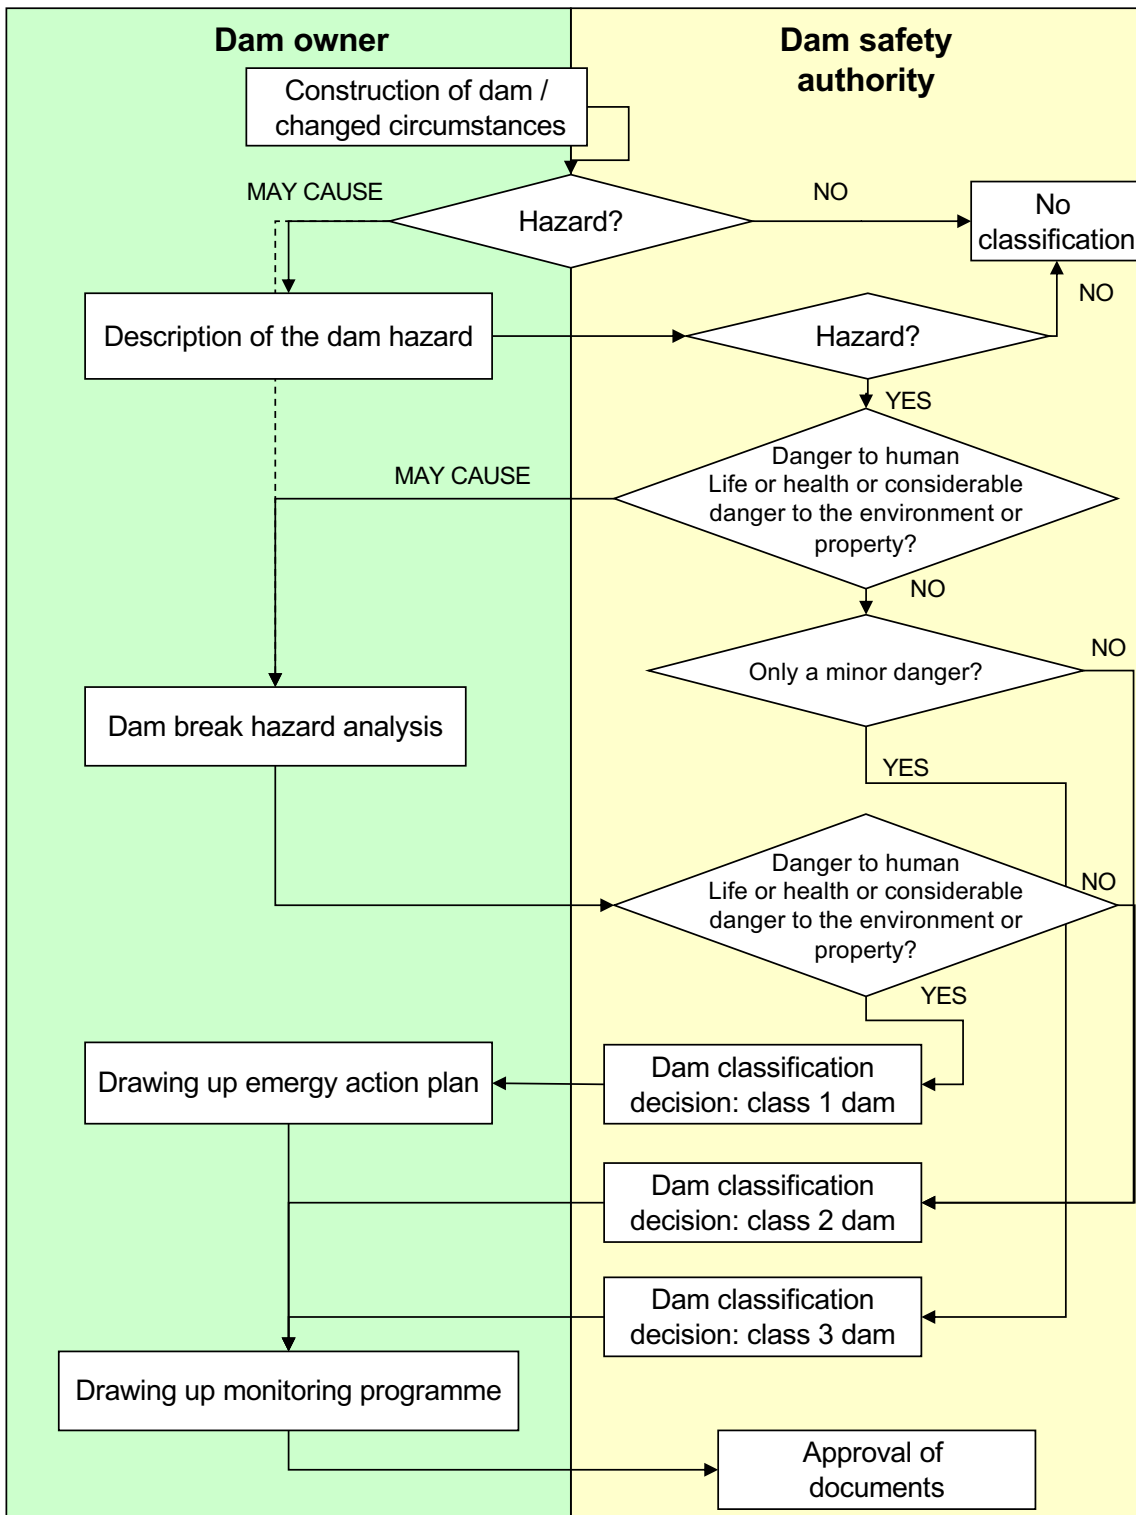 Dam owner
Dam safety
authority
Construction of dam /
changed circumstances
MAY CAUSE
Hazard?
NO
No
classification
NO
Description of the dam hazard
Hazard?
YES
Danger to human
Life or health or considerable
danger to the environment or
property?
MAY CAUSE
NO
Only a minor danger?
NO
Dam break hazard analysis
YES
Danger to human
Life or health or considerable
danger to the environment or
property?
NO
YES
Drawing up emergy action plan
Dam classification
decision: class 1 dam
Dam classification
decision: class 2 dam
Dam classification
decision: class 3 dam
Drawing up monitoring programme
Approval of
documents